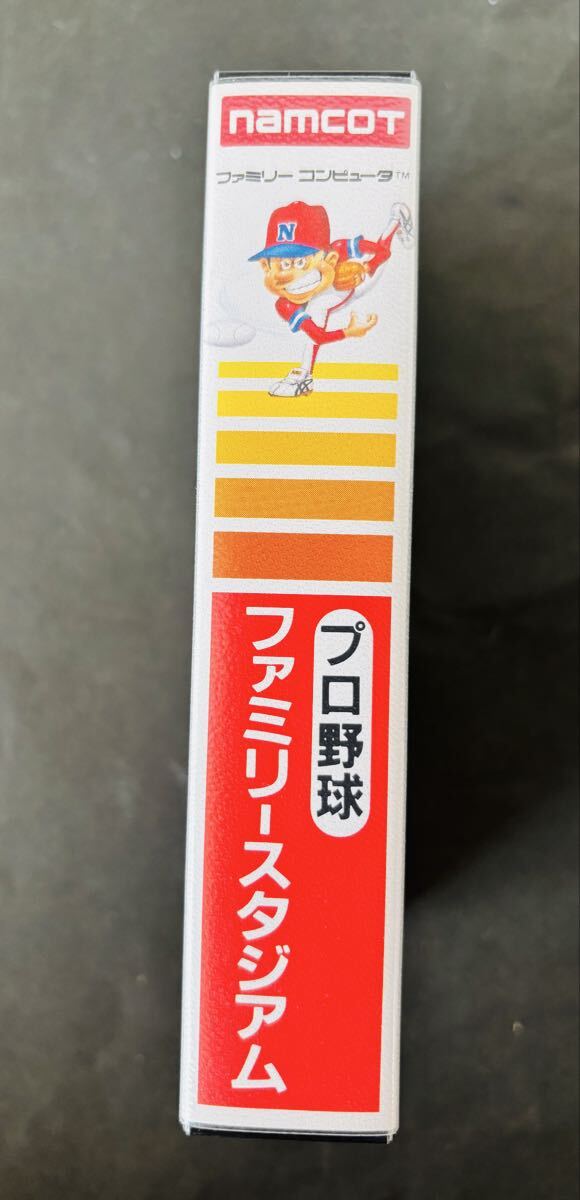 namcoT
ファミリー コンピュータ™
N
プロ野球
ファミリースタジアム